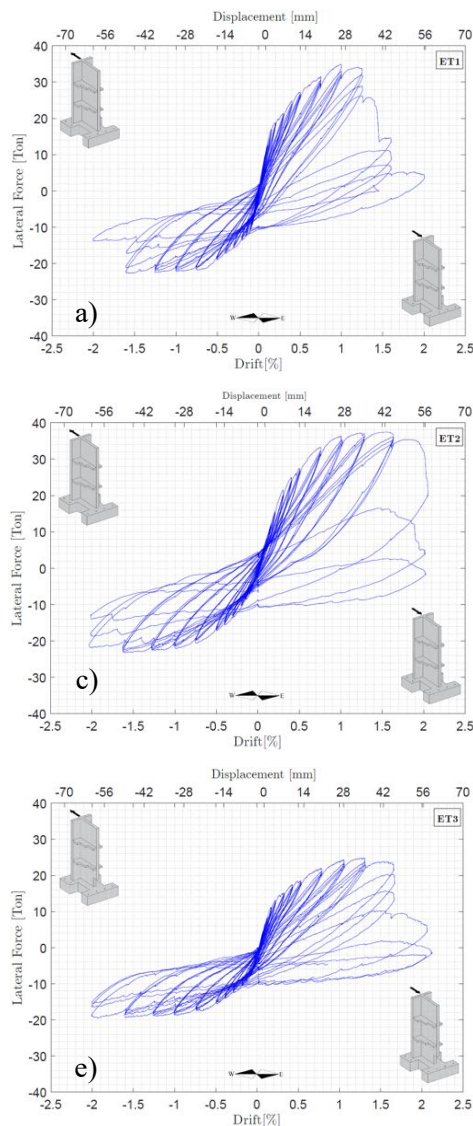 Displacement [mm]
-70 -56 -42 -28 -14 0 14 28 42 56 70
ET1
40
30
20
10
0
-10
-20
-30
-40
Lateral Force [Ton]
a)
W E
-2.5 -2 -1.5 -1 -0.5 0 0.5 1 1.5 2 2.5
Drift[%]
Displacement [mm]
-70 -56 -42 -28 -14 0 14 28 42 56 70
ET2
40
30
20
10
0
-10
-20
-30
-40
Lateral Force [Ton]
c)
W E
-2.5 -2 -1.5 -1 -0.5 0 0.5 1 1.5 2 2.5
Drift[%]
Displacement [mm]
-70 -56 -42 -28 -14 0 14 28 42 56 70
ET3
40
30
20
10
0
-10
-20
-30
-40
Lateral Force [Ton]
e)
W E
-2.5 -2 -1.5 -1 -0.5 0 0.5 1 1.5 2 2.5
Drift[%]